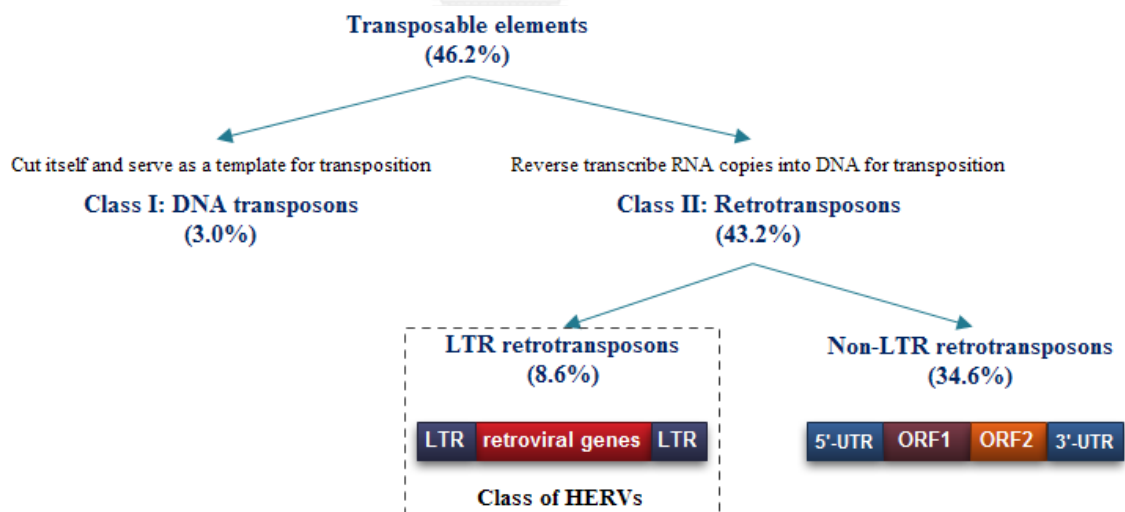 Transposable elements
(46.2%)
Cut itself and serve as a template for transposition
Reverse transcribe RNA copies into DNA for transposition
Class I: DNA transposons
(3.0%)
Class II: Retrotransposons
(43.2%)
LTR retrotransposons
(8.6%)
Non-LTR retrotransposons
(34.6%)
LTR retroviral genes LTR
5'-UTR ORF1 ORF2 3'-UTR
Class of HERVs